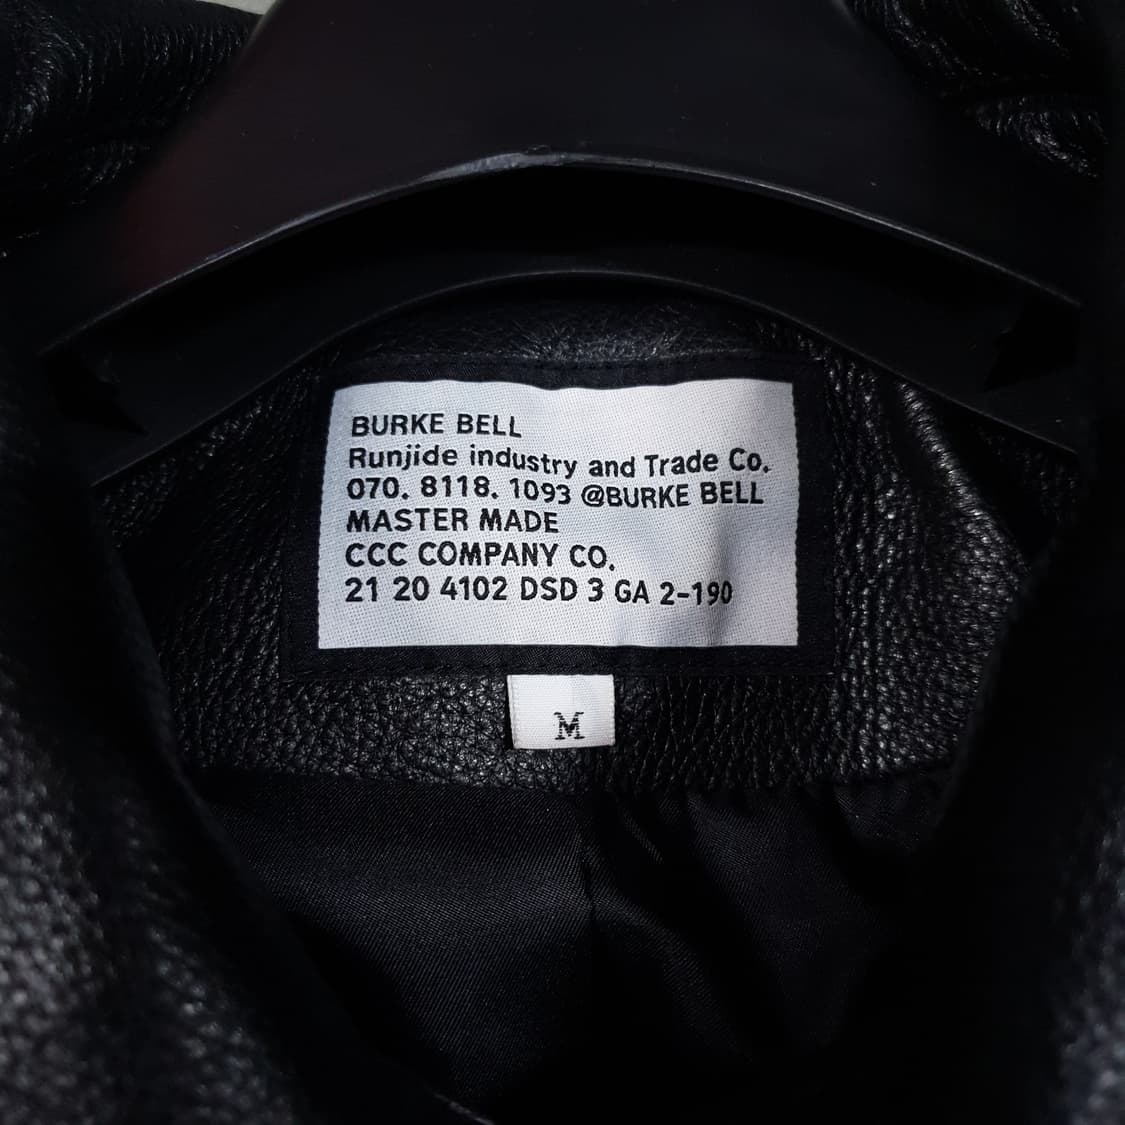 BURKE BELL
Runjide industry and Trade Co.
070. 8118. 1093 @BURKE BELL
MASTER MADE
CCC COMPANY CO.
21 20 4102 DSD 3 GA 2-190
M